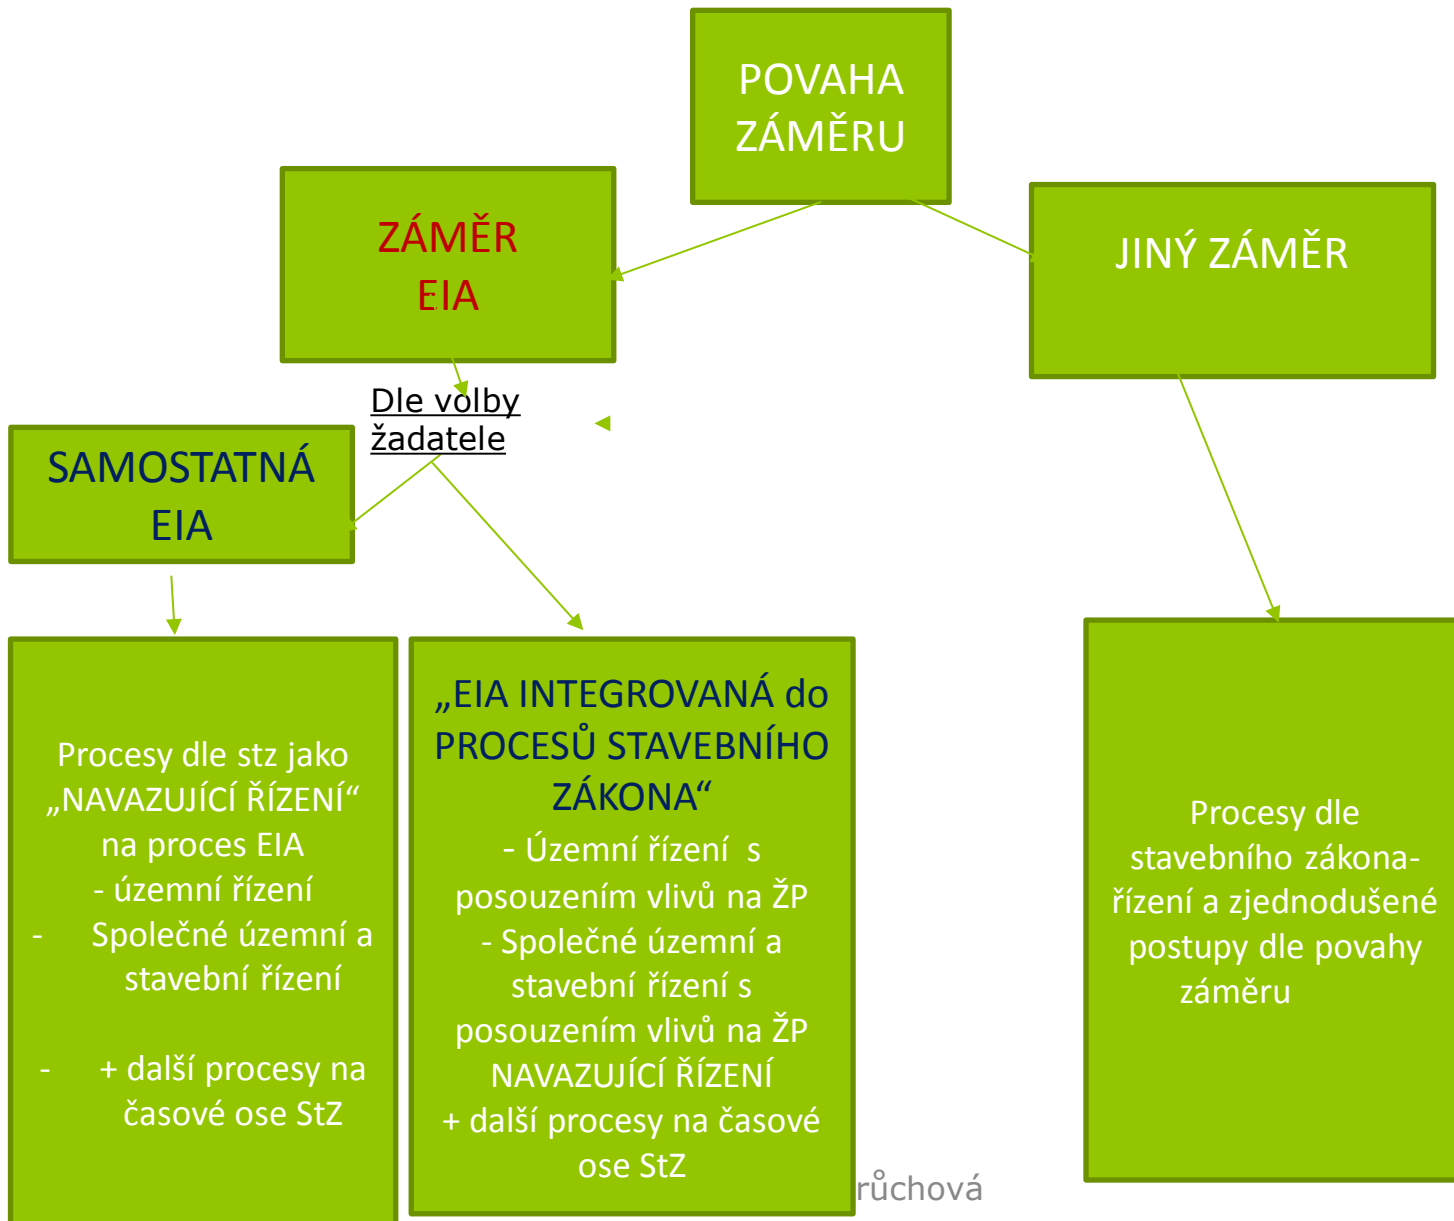 POVAHA
ZÁMĚRU
ZÁMĚR
EIA
JINÝ ZÁMĚR
Dle volby
žadatele
SAMOSTATNÁ
EIA
Procesy dle stz jako
„NAVAZUJÍCÍ ŘÍZENÍ“
na proces EIA
- územní řízení
- Společné územní a
stavební řízení
- + další procesy na
časové ose StZ
„EIA INTEGROVANÁ do
PROCESŮ STAVEBNÍHO
ZÁKONA“
- Územní řízení s
posouzením vlivů na ŽP
- Společné územní a
stavební řízení s
posouzením vlivů na ŽP
NAVAZUJÍCÍ ŘÍZENÍ
+ další procesy na časové
ose StZ
Procesy dle
stavebního zákona-
řízení a zjednodušené
postupy dle povahy
záměru
růchová